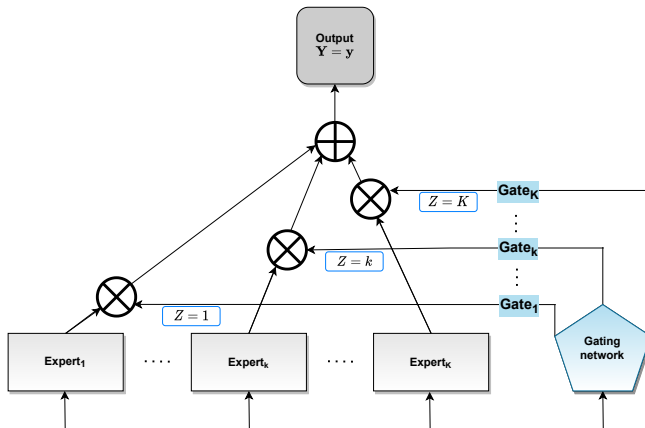 Output
Y = y
Gate_K
Z = K
⋮
Gate_k
Z = k
⋮
Gate_1
Z = 1
Expert_1
....
Expert_k
....
Expert_K
Gating
network